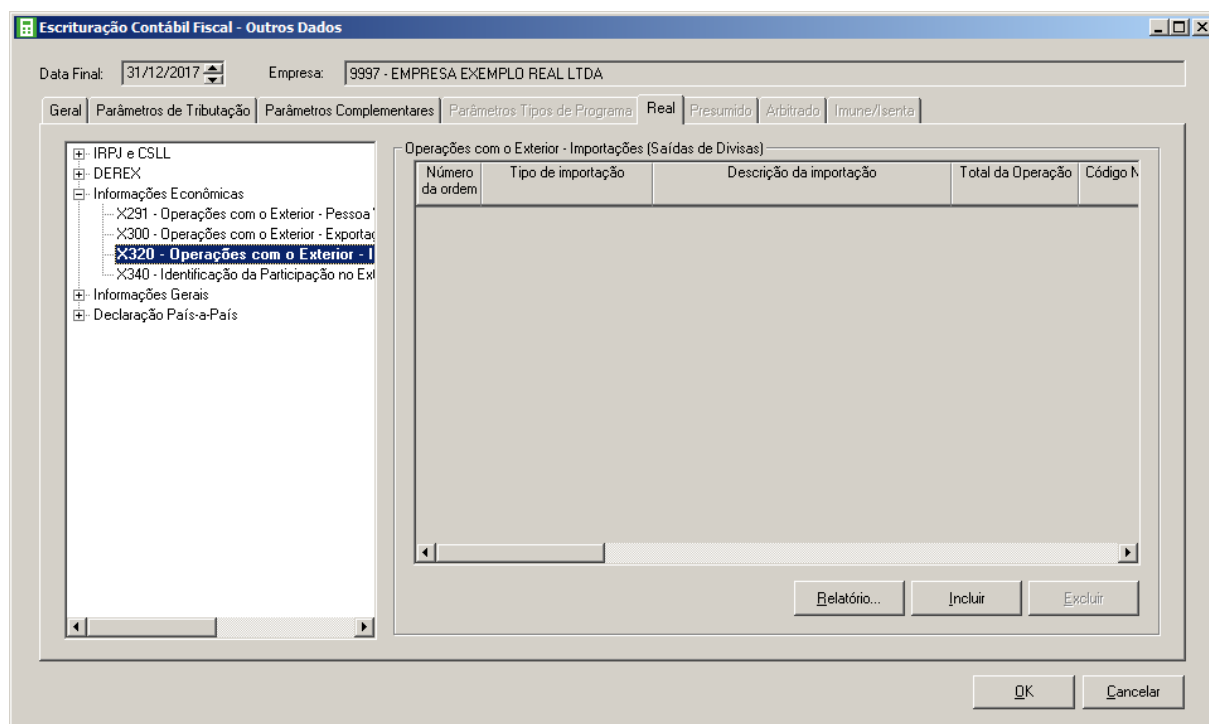 Escrituração Contábil Fiscal - Outros Dados
Data Final: 31/12/2017 Empresa: 9997 - EMPRESA EXEMPLO REAL LTDA
Geral Parâmetros de Tributação Parâmetros Complementares Parâmetros Tipos de Programa Real Presumido Arbitrado Imune/Isenta
IRPJ e CSLL
DEREX
Informações Econômicas
X291 - Operações com o Exterior - Pessoa
X300 - Operações com o Exterior - Exportaç
X320 - Operações com o Exterior - I
X340 - Identificação da Participação no Ext
Informações Gerais
Declaração País-a-País
Operações com o Exterior - Importações (Saídas de Divisas)
Número da ordem Tipo de importação Descrição da importação Total da Operação Código N
Relatório... Incluir Excluir
OK Cancelar